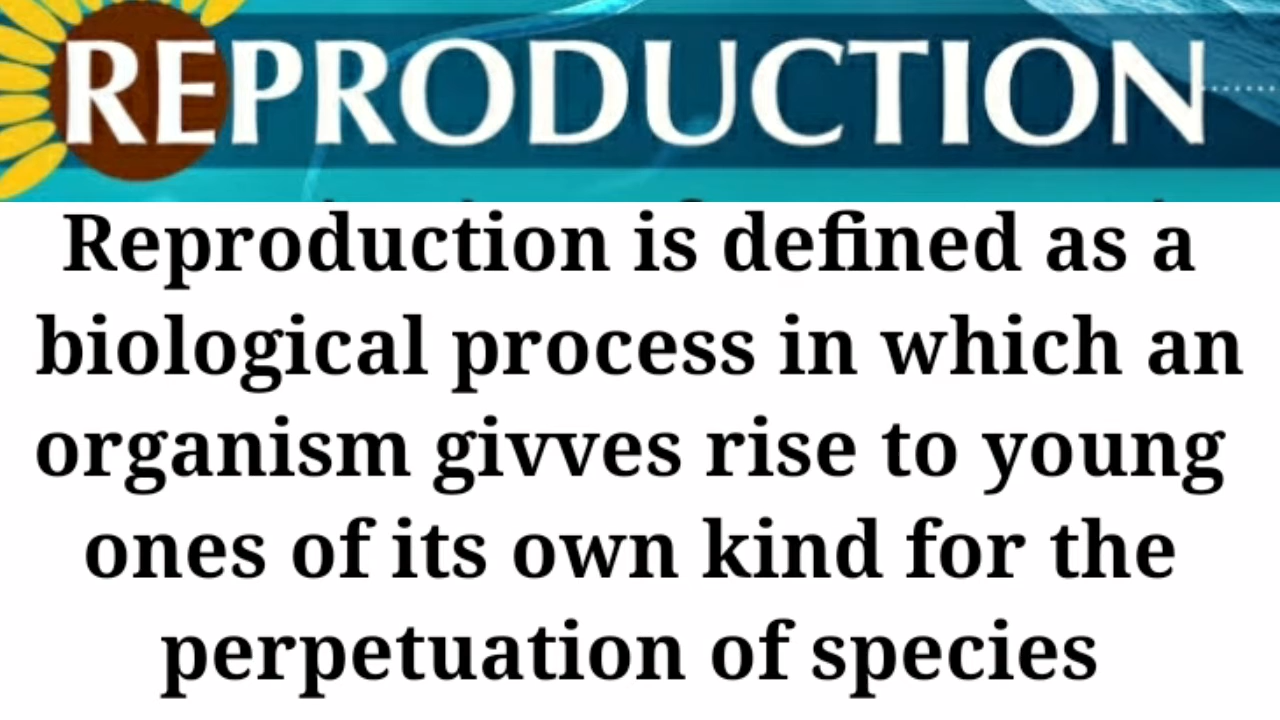 REPRODUCTION
Reproduction is defined as a
biological process in which an
organism givves rise to young
ones of its own kind for the
perpetuation of species